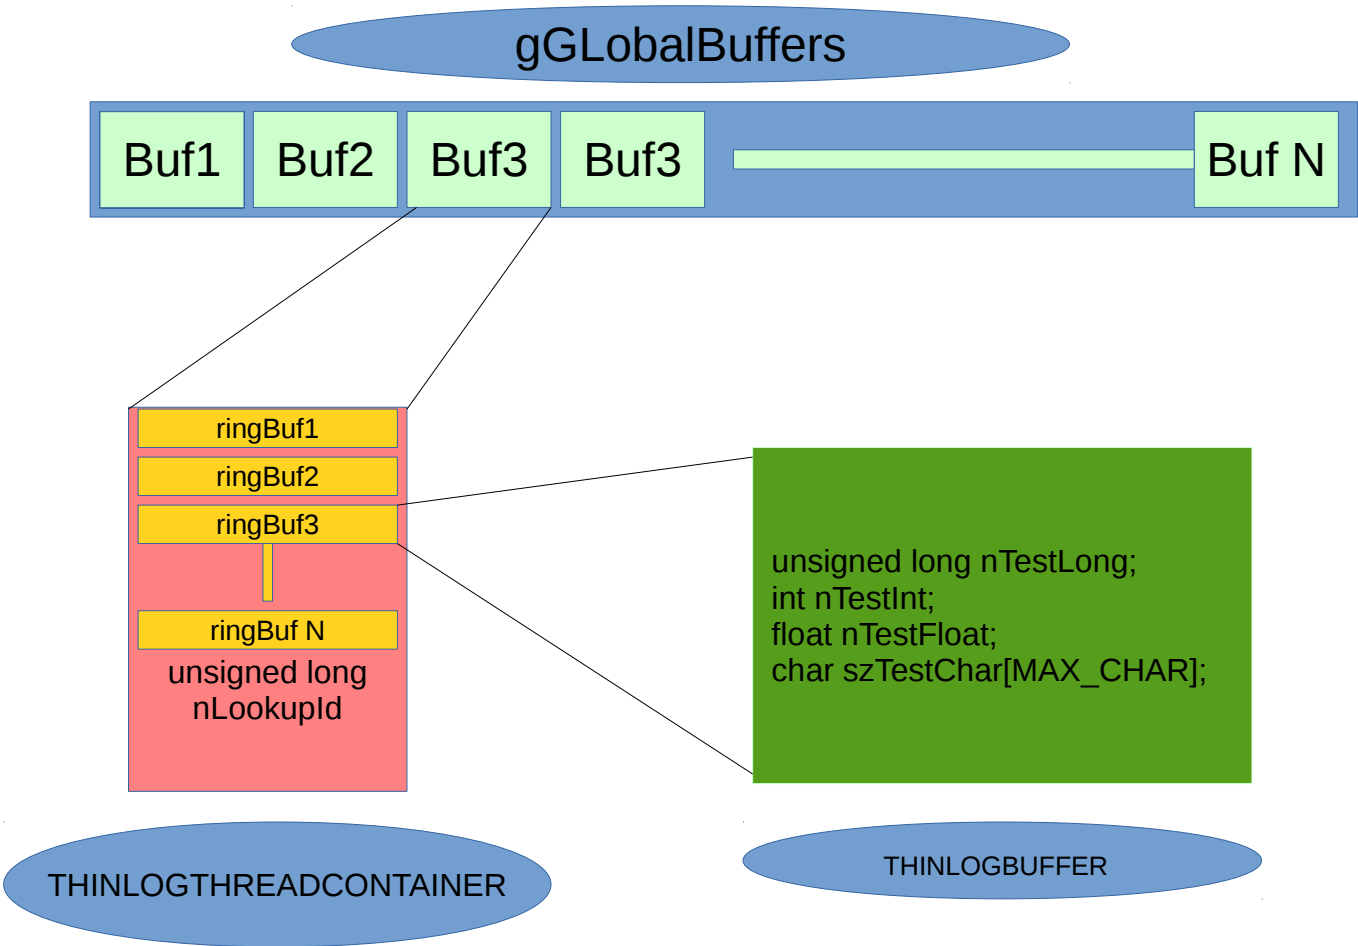 gGLobalBuffers
Buf1 Buf2 Buf3 Buf3 Buf N
ringBuf1
ringBuf2
ringBuf3
ringBuf N
unsigned long
nLookupId
unsigned long nTestLong;
int nTestInt;
float nTestFloat;
char szTestChar[MAX_CHAR];
THINLOGTHREADCONTAINER
THINLOGBUFFER